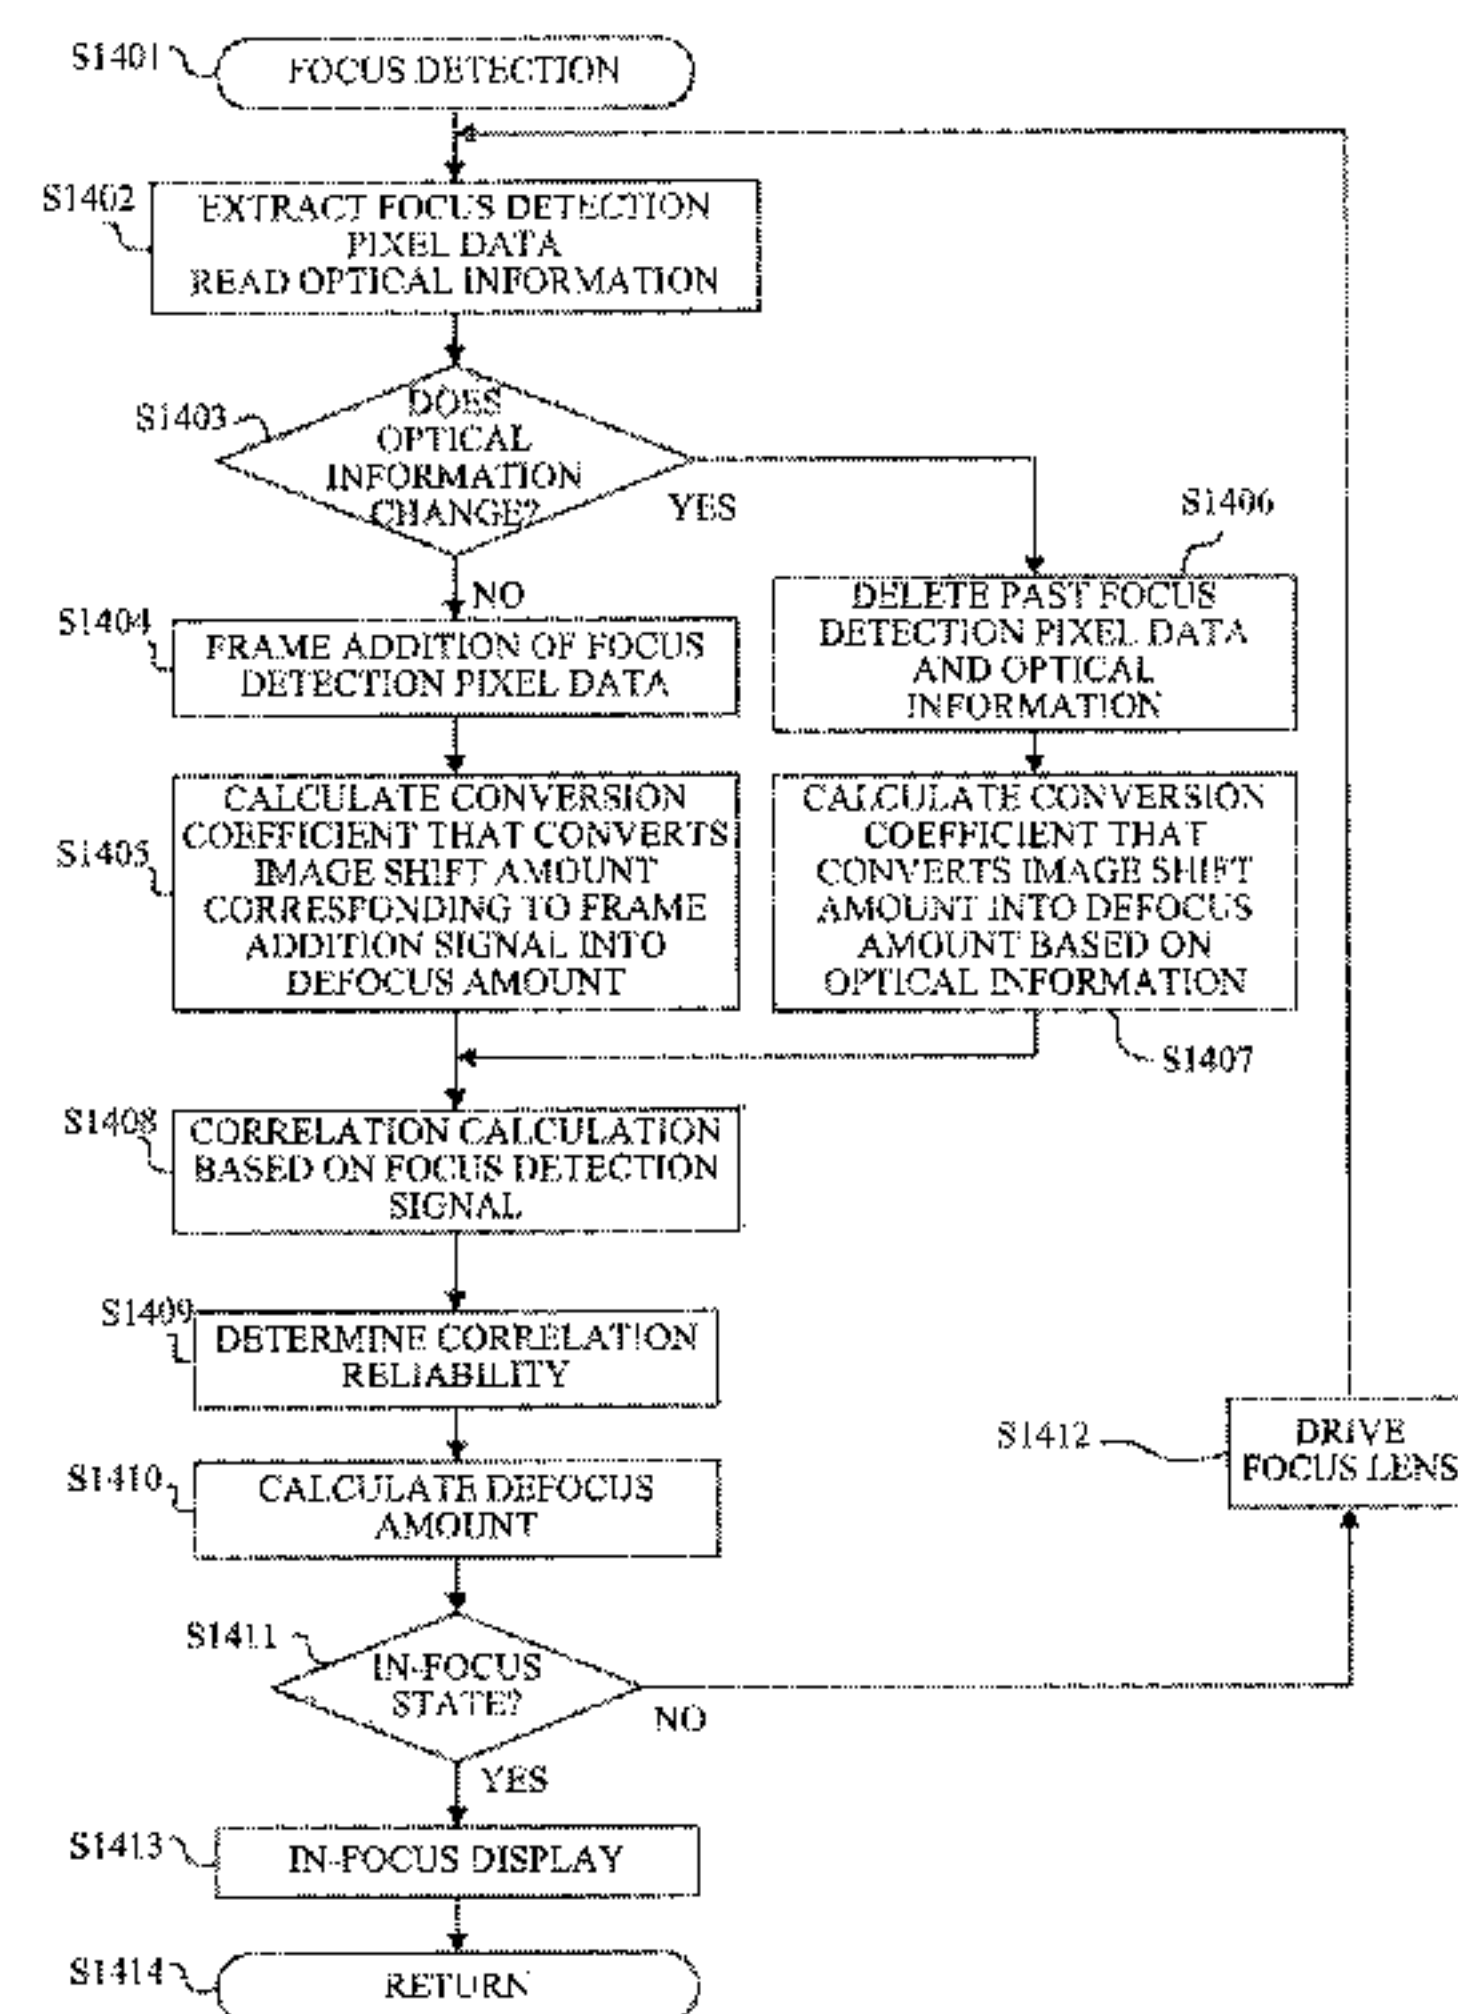 S1401
FOCUS DETECTION
S1402
EXTRACT FOCUS DETECTION
PIXEL DATA
READ OPTICAL INFORMATION
S1403
DOES
OPTICAL
INFORMATION
CHANGE?
YES
NO
S1404
FRAME ADDITION OF FOCUS
DETECTION PIXEL DATA
S1406
DELETE PAST FOCUS
DETECTION PIXEL DATA
AND OPTICAL
INFORMATION
S1405
CALCULATE CONVERSION
COEFFICIENT THAT CONVERTS
IMAGE SHIFT AMOUNT
CORRESPONDING TO FRAME
ADDITION SIGNAL INTO
DEFOCUS AMOUNT
CALCULATE CONVERSION
COEFFICIENT THAT
CONVERTS IMAGE SHIFT
AMOUNT INTO DEFOCUS
AMOUNT BASED ON
OPTICAL INFORMATION
S1407
S1408
CORRELATION CALCULATION
BASED ON FOCUS DETECTION
SIGNAL
S1409
DETERMINE CORRELATION
RELIABILITY
S1410
CALCULATE DEFOCUS
AMOUNT
S1412
DRIVE
FOCUS LENS
S1411
IN-FOCUS
STATE?
NO
YES
S1413
IN-FOCUS DISPLAY
S1414
RETURN